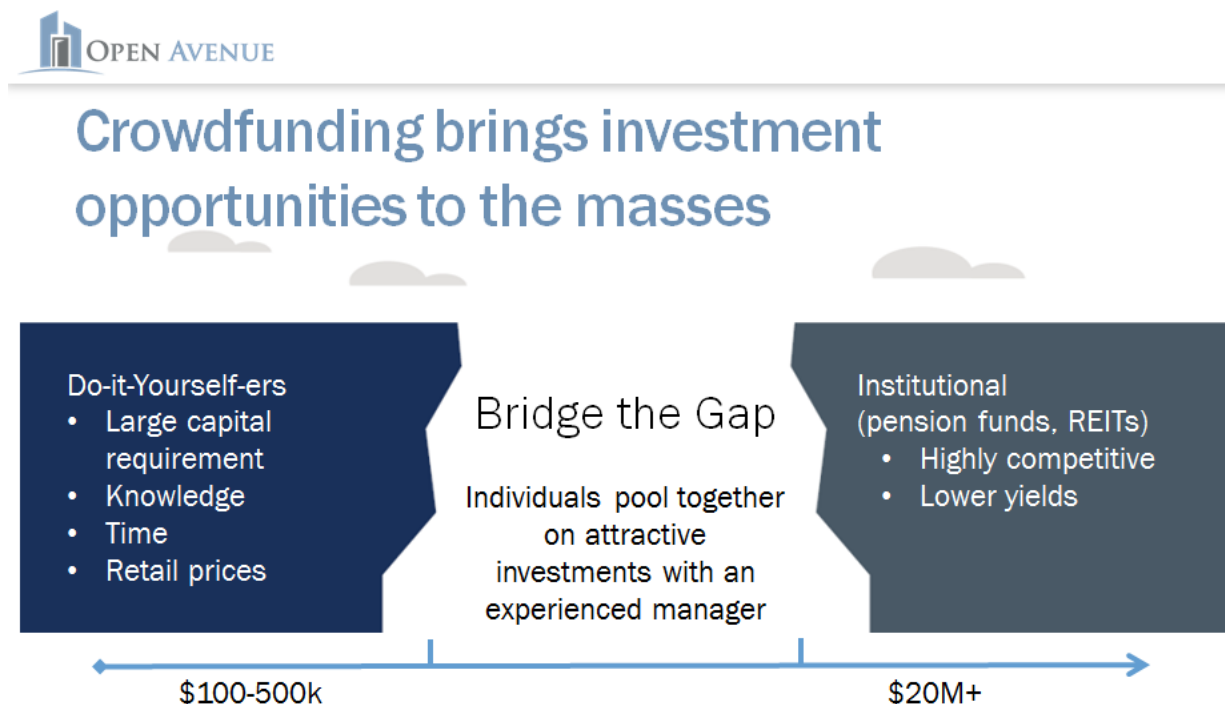 OPEN AVENUE
Crowdfunding brings investment
opportunities to the masses
Do-it-Yourself-ers
• Large capital
requirement
• Knowledge
• Time
• Retail prices
Bridge the Gap
Individuals pool together
on attractive
investments with an
experienced manager
Institutional
(pension funds, REITs)
• Highly competitive
• Lower yields
$100-500k
$20M+